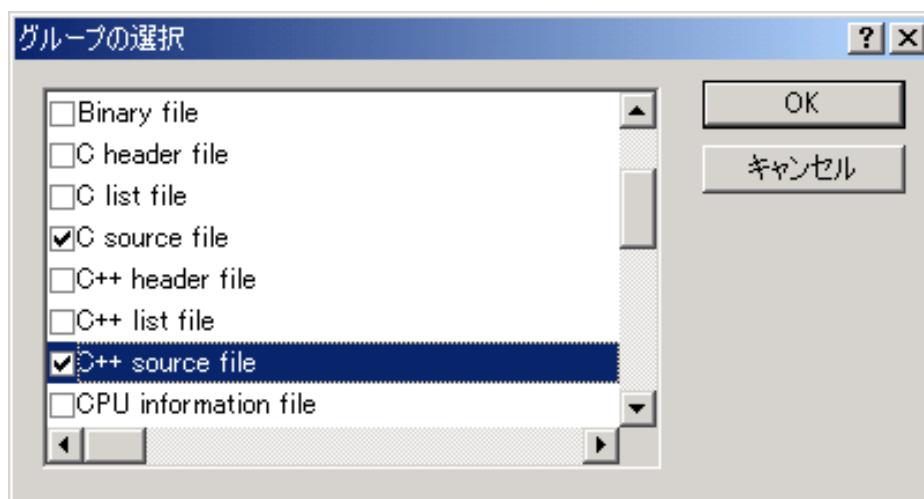 グループの選択
Binary file
C header file
C list file
C source file
C++ header file
C++ list file
C++ source file
CPU information file
OK
キャンセル